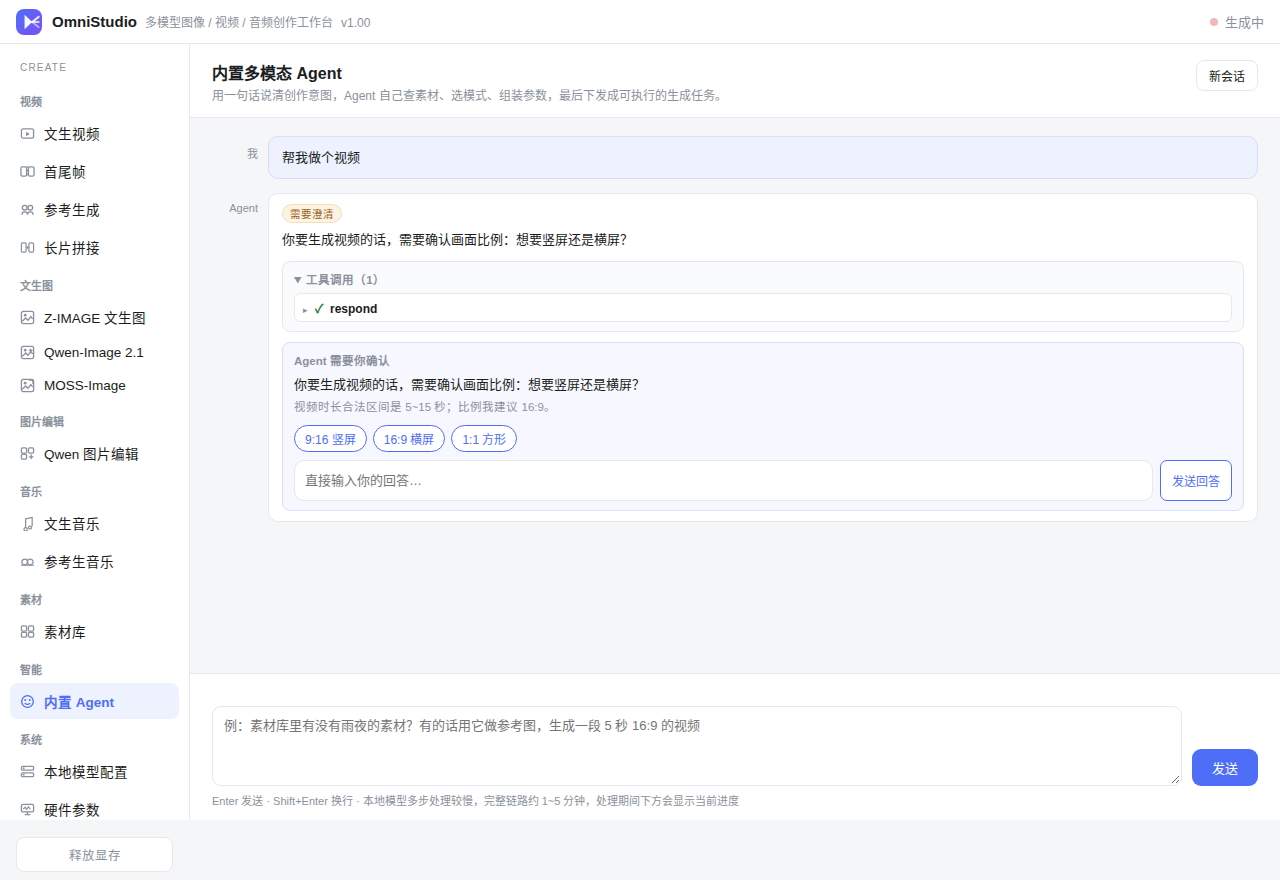 OmniStudio 多模型图像 / 视频 / 音频创作工作台 v1.00
生成中
CREATE
视频
文生视频
首尾帧
参考生成
长片拼接
文生图
Z-IMAGE 文生图
Qwen-Image 2.1
MOSS-Image
图片编辑
Qwen 图片编辑
音乐
文生音乐
参考生音乐
素材
素材库
智能
内置 Agent
系统
本地模型配置
硬件参数
释放显存
内置多模态 Agent
用一句话说清创作意图，Agent 自己查素材、选模式、组装参数，最后下发成可执行的生成任务。
新会话
我
帮我做个视频
Agent
需要澄清
你要生成视频的话，需要确认画面比例：想要竖屏还是横屏？
▼ 工具调用（1）
▸ ✓ respond
Agent 需要你确认
你要生成视频的话，需要确认画面比例：想要竖屏还是横屏？
视频时长合法区间是 5~15 秒；比例我建议 16:9。
9:16 竖屏 16:9 横屏 1:1 方形
直接输入你的回答…
发送回答
例：素材库里有没有雨夜的素材？有的话用它做参考图，生成一段 5 秒 16:9 的视频
发送
Enter 发送 · Shift+Enter 换行 · 本地模型多步处理较慢，完整链路约 1~5 分钟，处理期间下方会显示当前进度